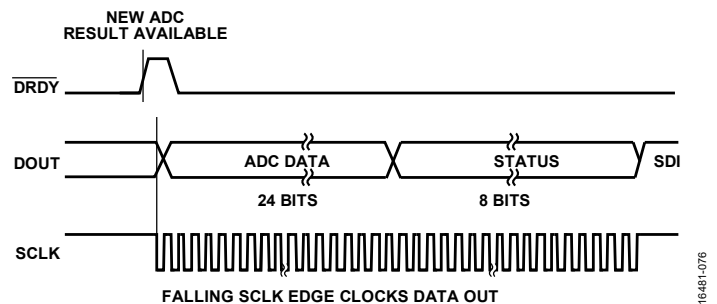 NEW ADC
RESULT AVAILABLE
DRDY
DOUT
ADC DATA
STATUS
SDI
24 BITS
8 BITS
SCLK
FALLING SCLK EDGE CLOCKS DATA OUT
16481-076